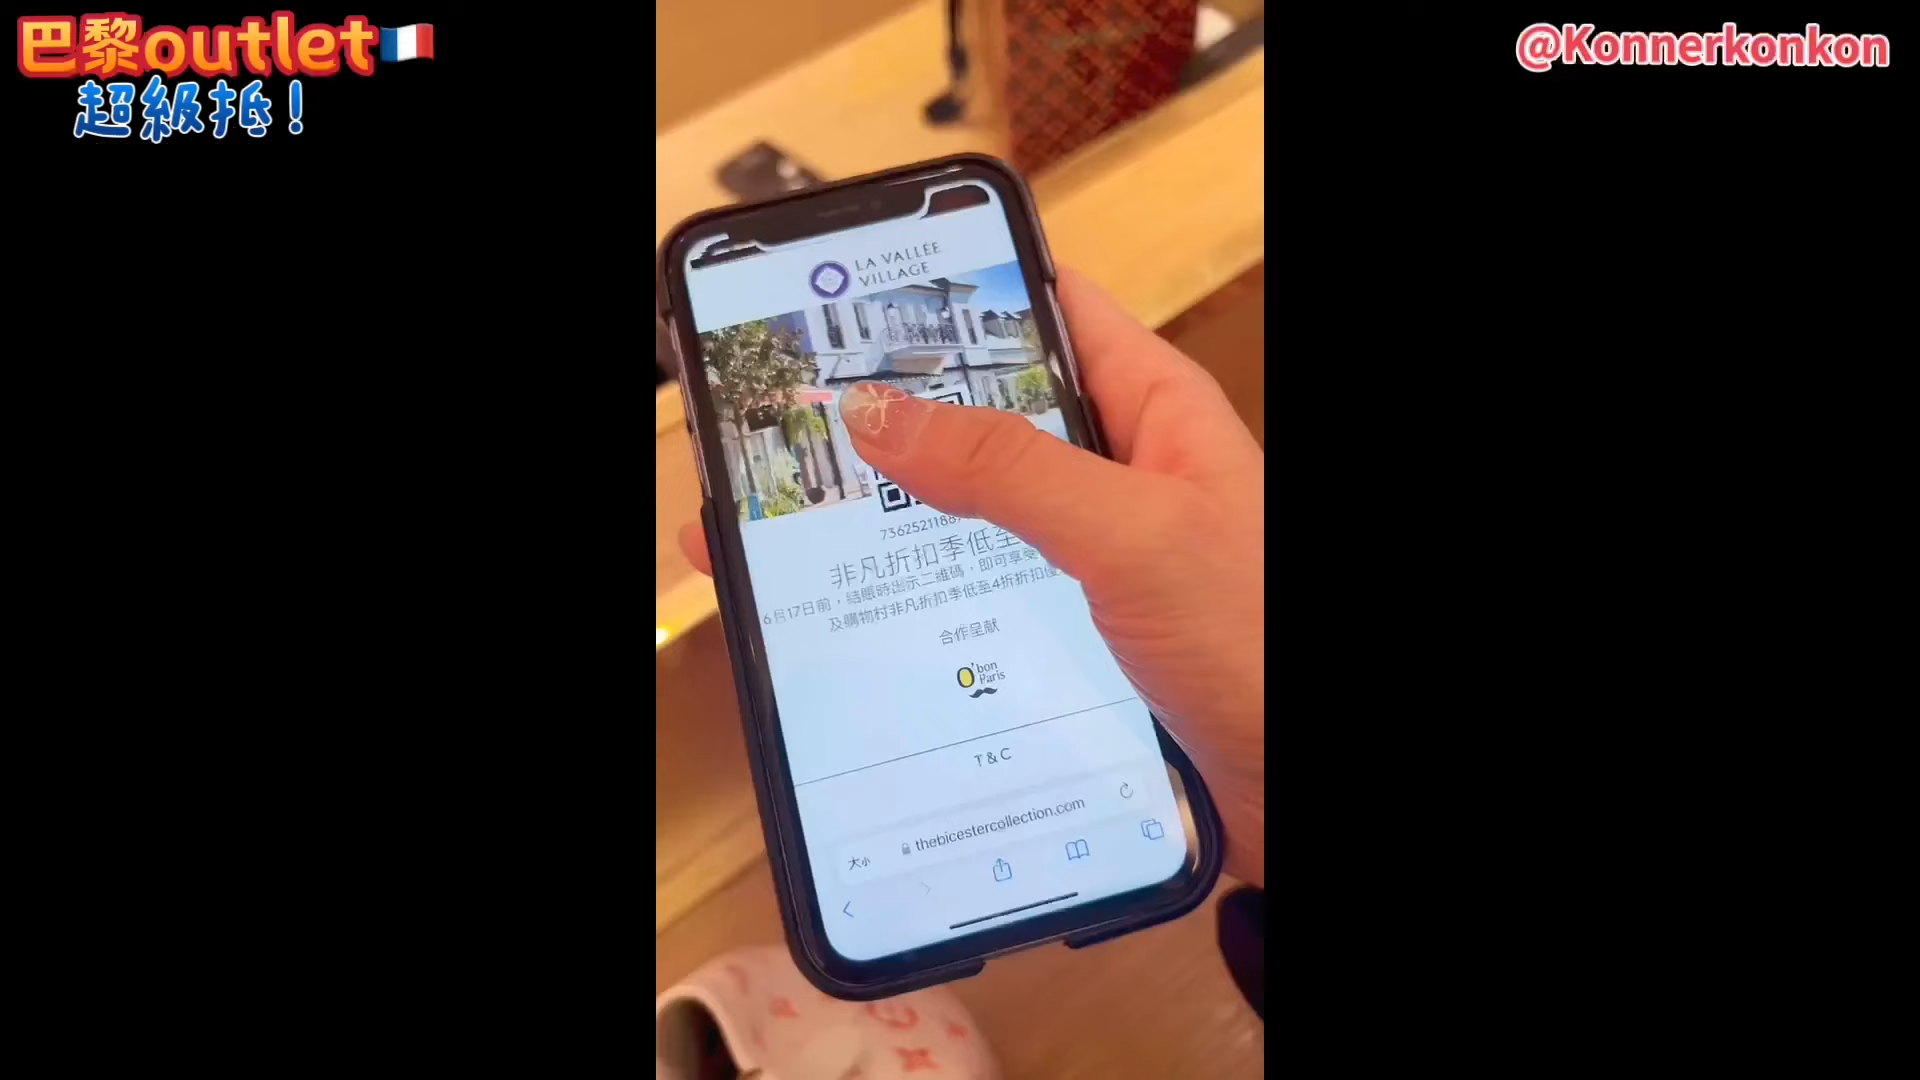 巴黎outlet🇫🇷
超級抵！
@Konnerkonkon
LA VALLÉE
VILLAGE
7362521188
非凡折扣季低至
6月17日前，結賬時出示二維碼，即可享受
及購物村非凡折扣季低至4折折扣優
合作呈献
O'bon
Paris
T & C
大小
thebicestercollection.com